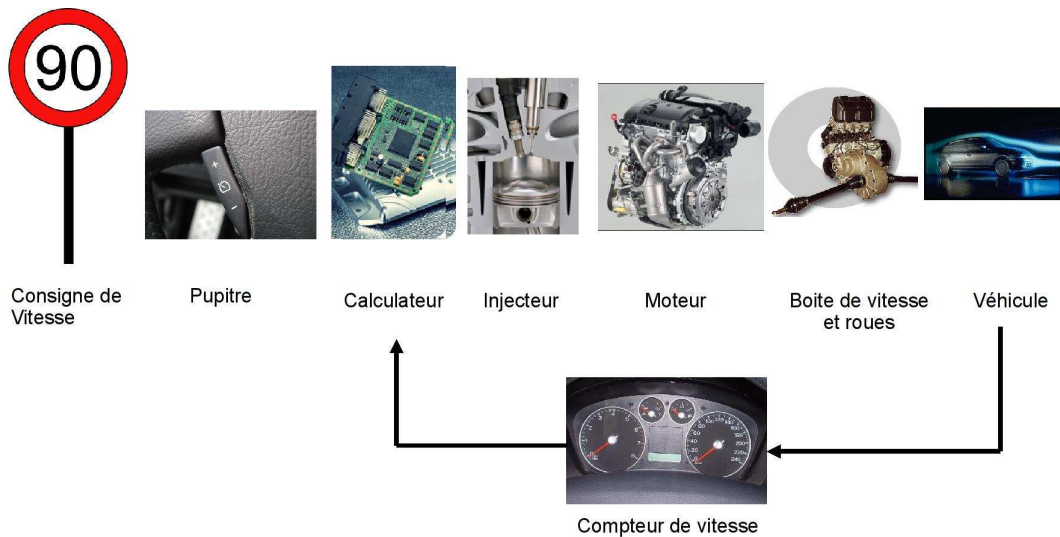 90
+
-
Consigne de
Vitesse
Pupitre
Calculateur
Injecteur
Moteur
Boite de vitesse
et roues
Véhicule
Compteur de vitesse